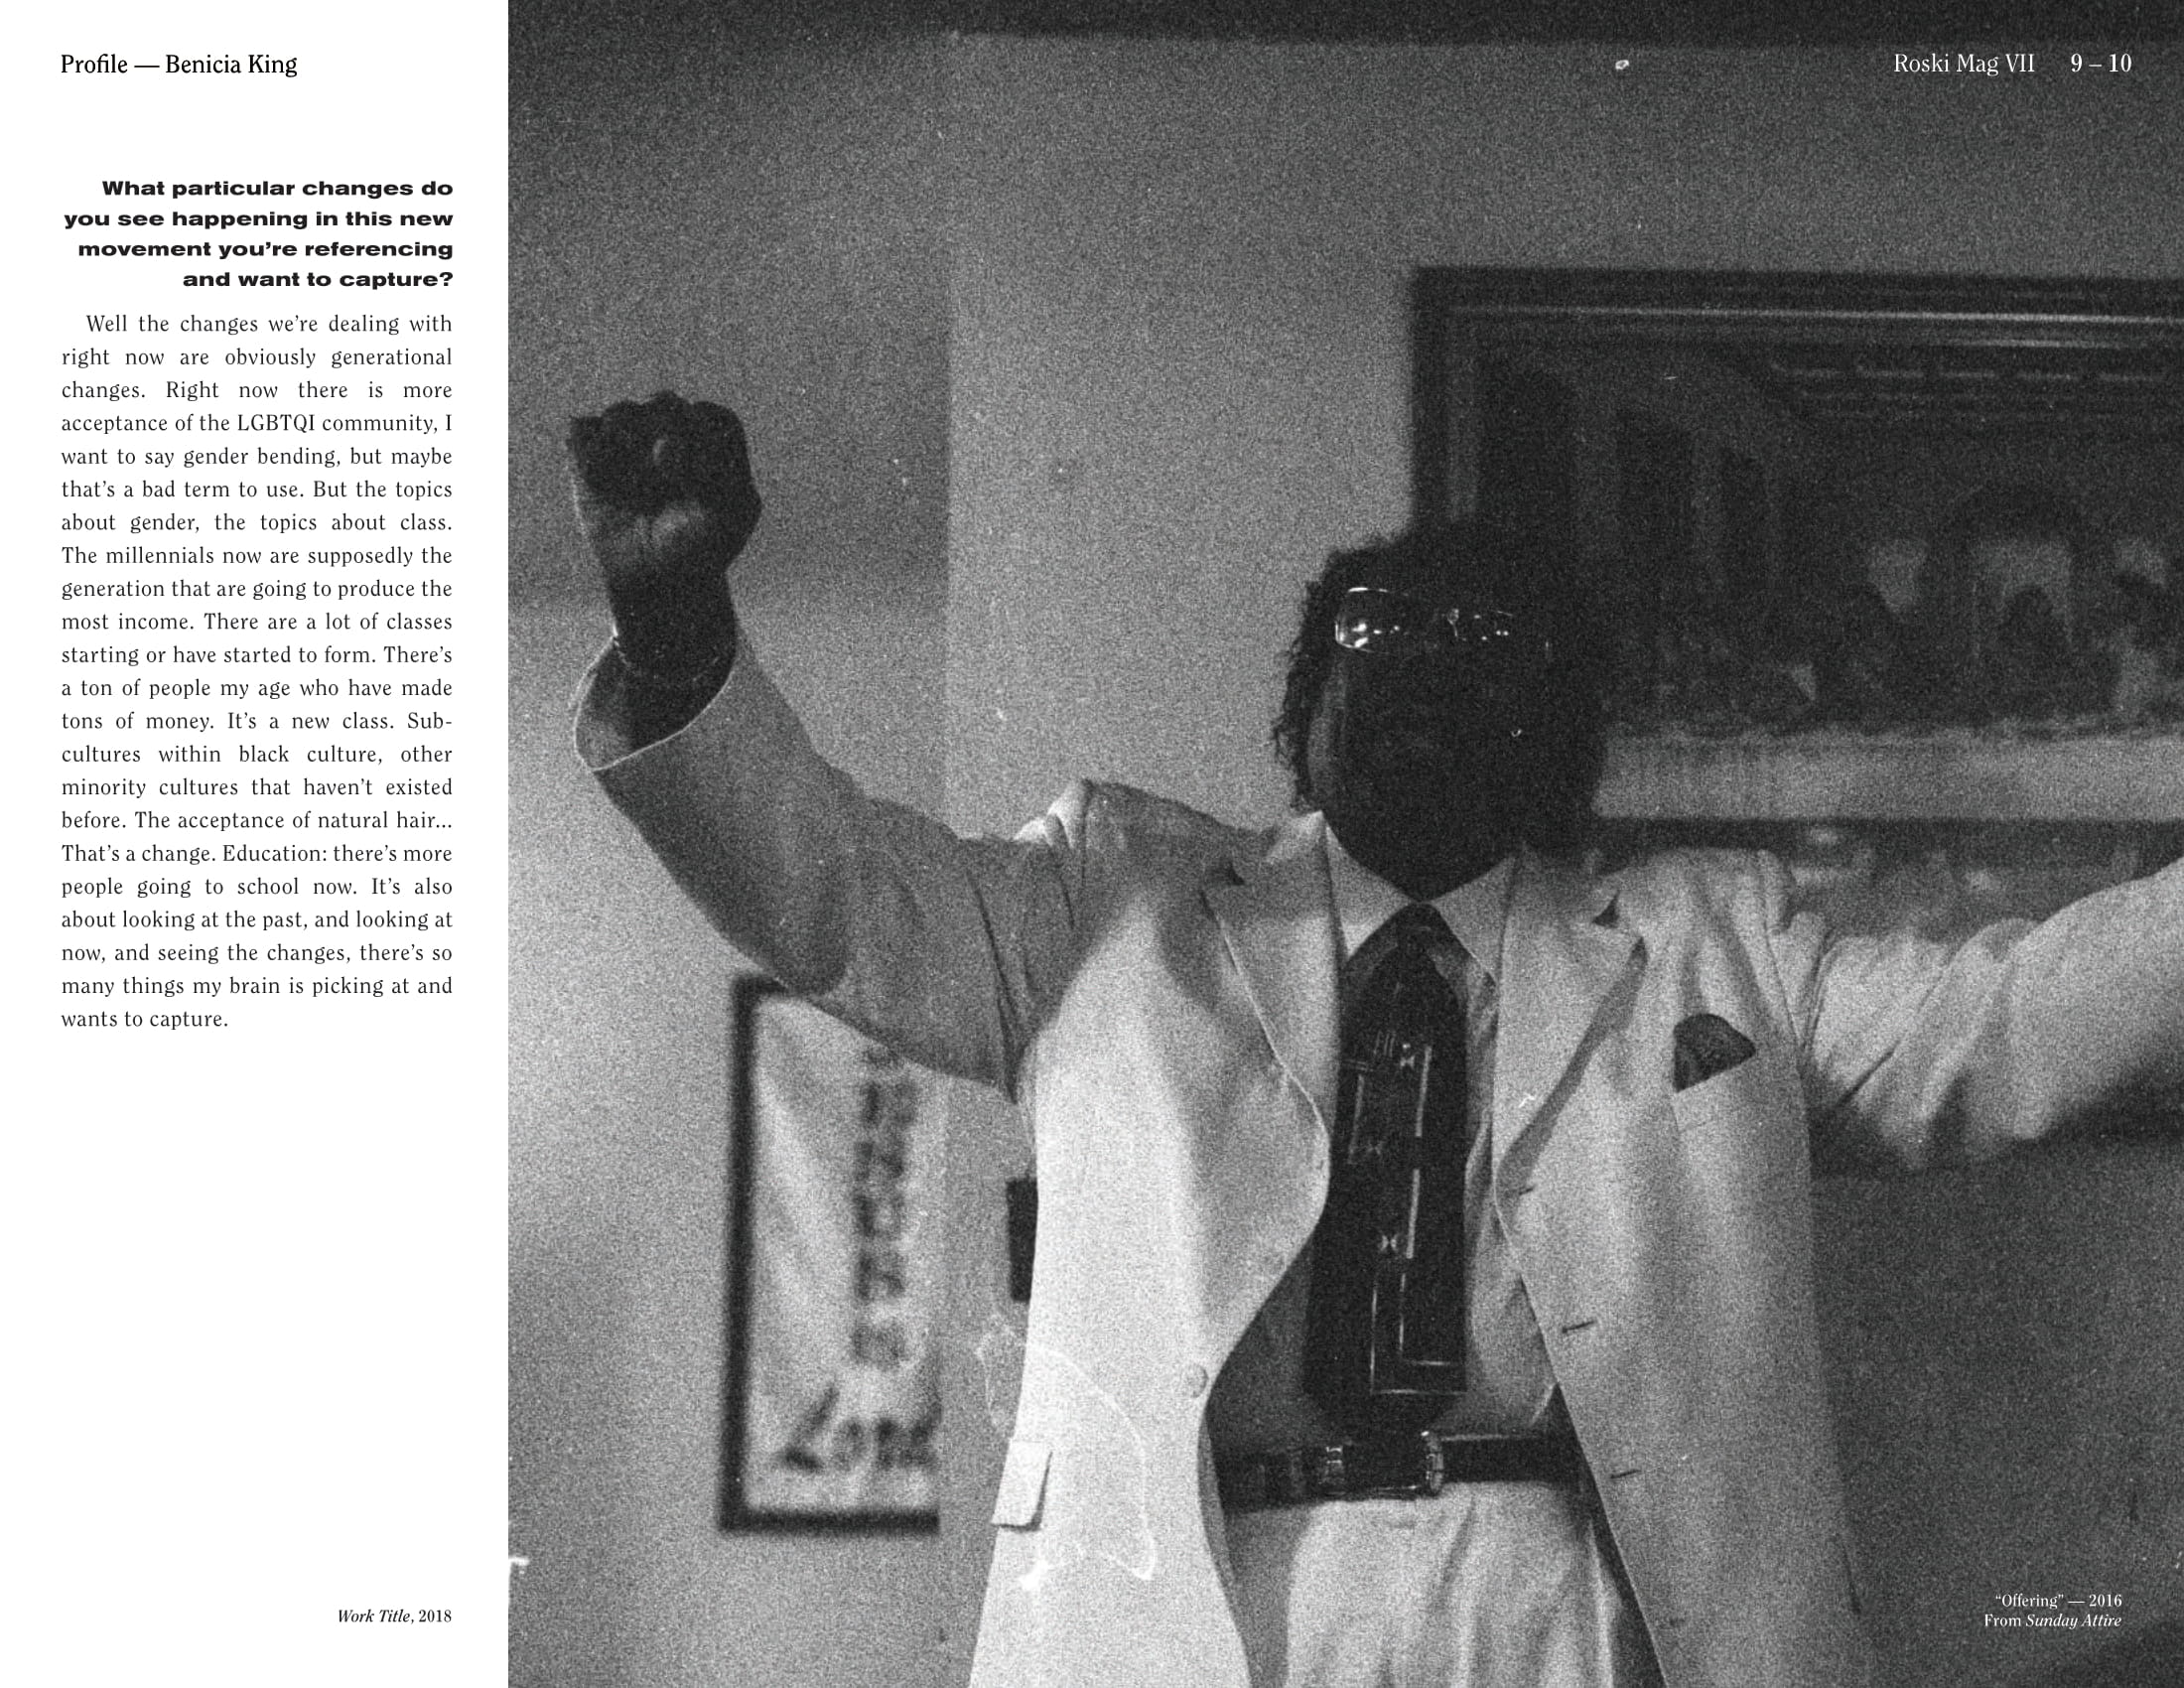 Profile — Benicia King
Roski Mag VII 9 – 10
What particular changes do
you see happening in this new
movement you're referencing
and want to capture?
Well the changes we're dealing with
right now are obviously generational
changes. Right now there is more
acceptance of the LGBTQI community, I
want to say gender bending, but maybe
that's a bad term to use. But the topics
about gender, the topics about class.
The millennials now are supposedly the
generation that are going to produce the
most income. There are a lot of classes
starting or have started to form. There's
a ton of people my age who have made
tons of money. It's a new class. Sub-
cultures within black culture, other
minority cultures that haven't existed
before. The acceptance of natural hair...
That's a change. Education: there's more
people going to school now. It's also
about looking at the past, and looking at
now, and seeing the changes, there's so
many things my brain is picking at and
wants to capture.
Work Title, 2018
“Offering” — 2016
From Sunday Attire